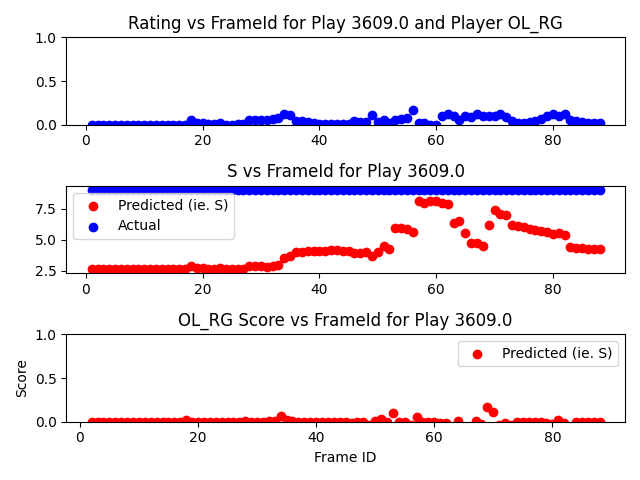 Rating vs FrameId for Play 3609.0 and Player OL_RG
1.0
0.5
0.0
0 20 40 60 80
S vs FrameId for Play 3609.0
7.5
5.0
2.5
Predicted (ie. S)
Actual
0 20 40 60 80
OL_RG Score vs FrameId for Play 3609.0
Score
1.0
0.5
0.0
Predicted (ie. S)
0 20 40 60 80
Frame ID